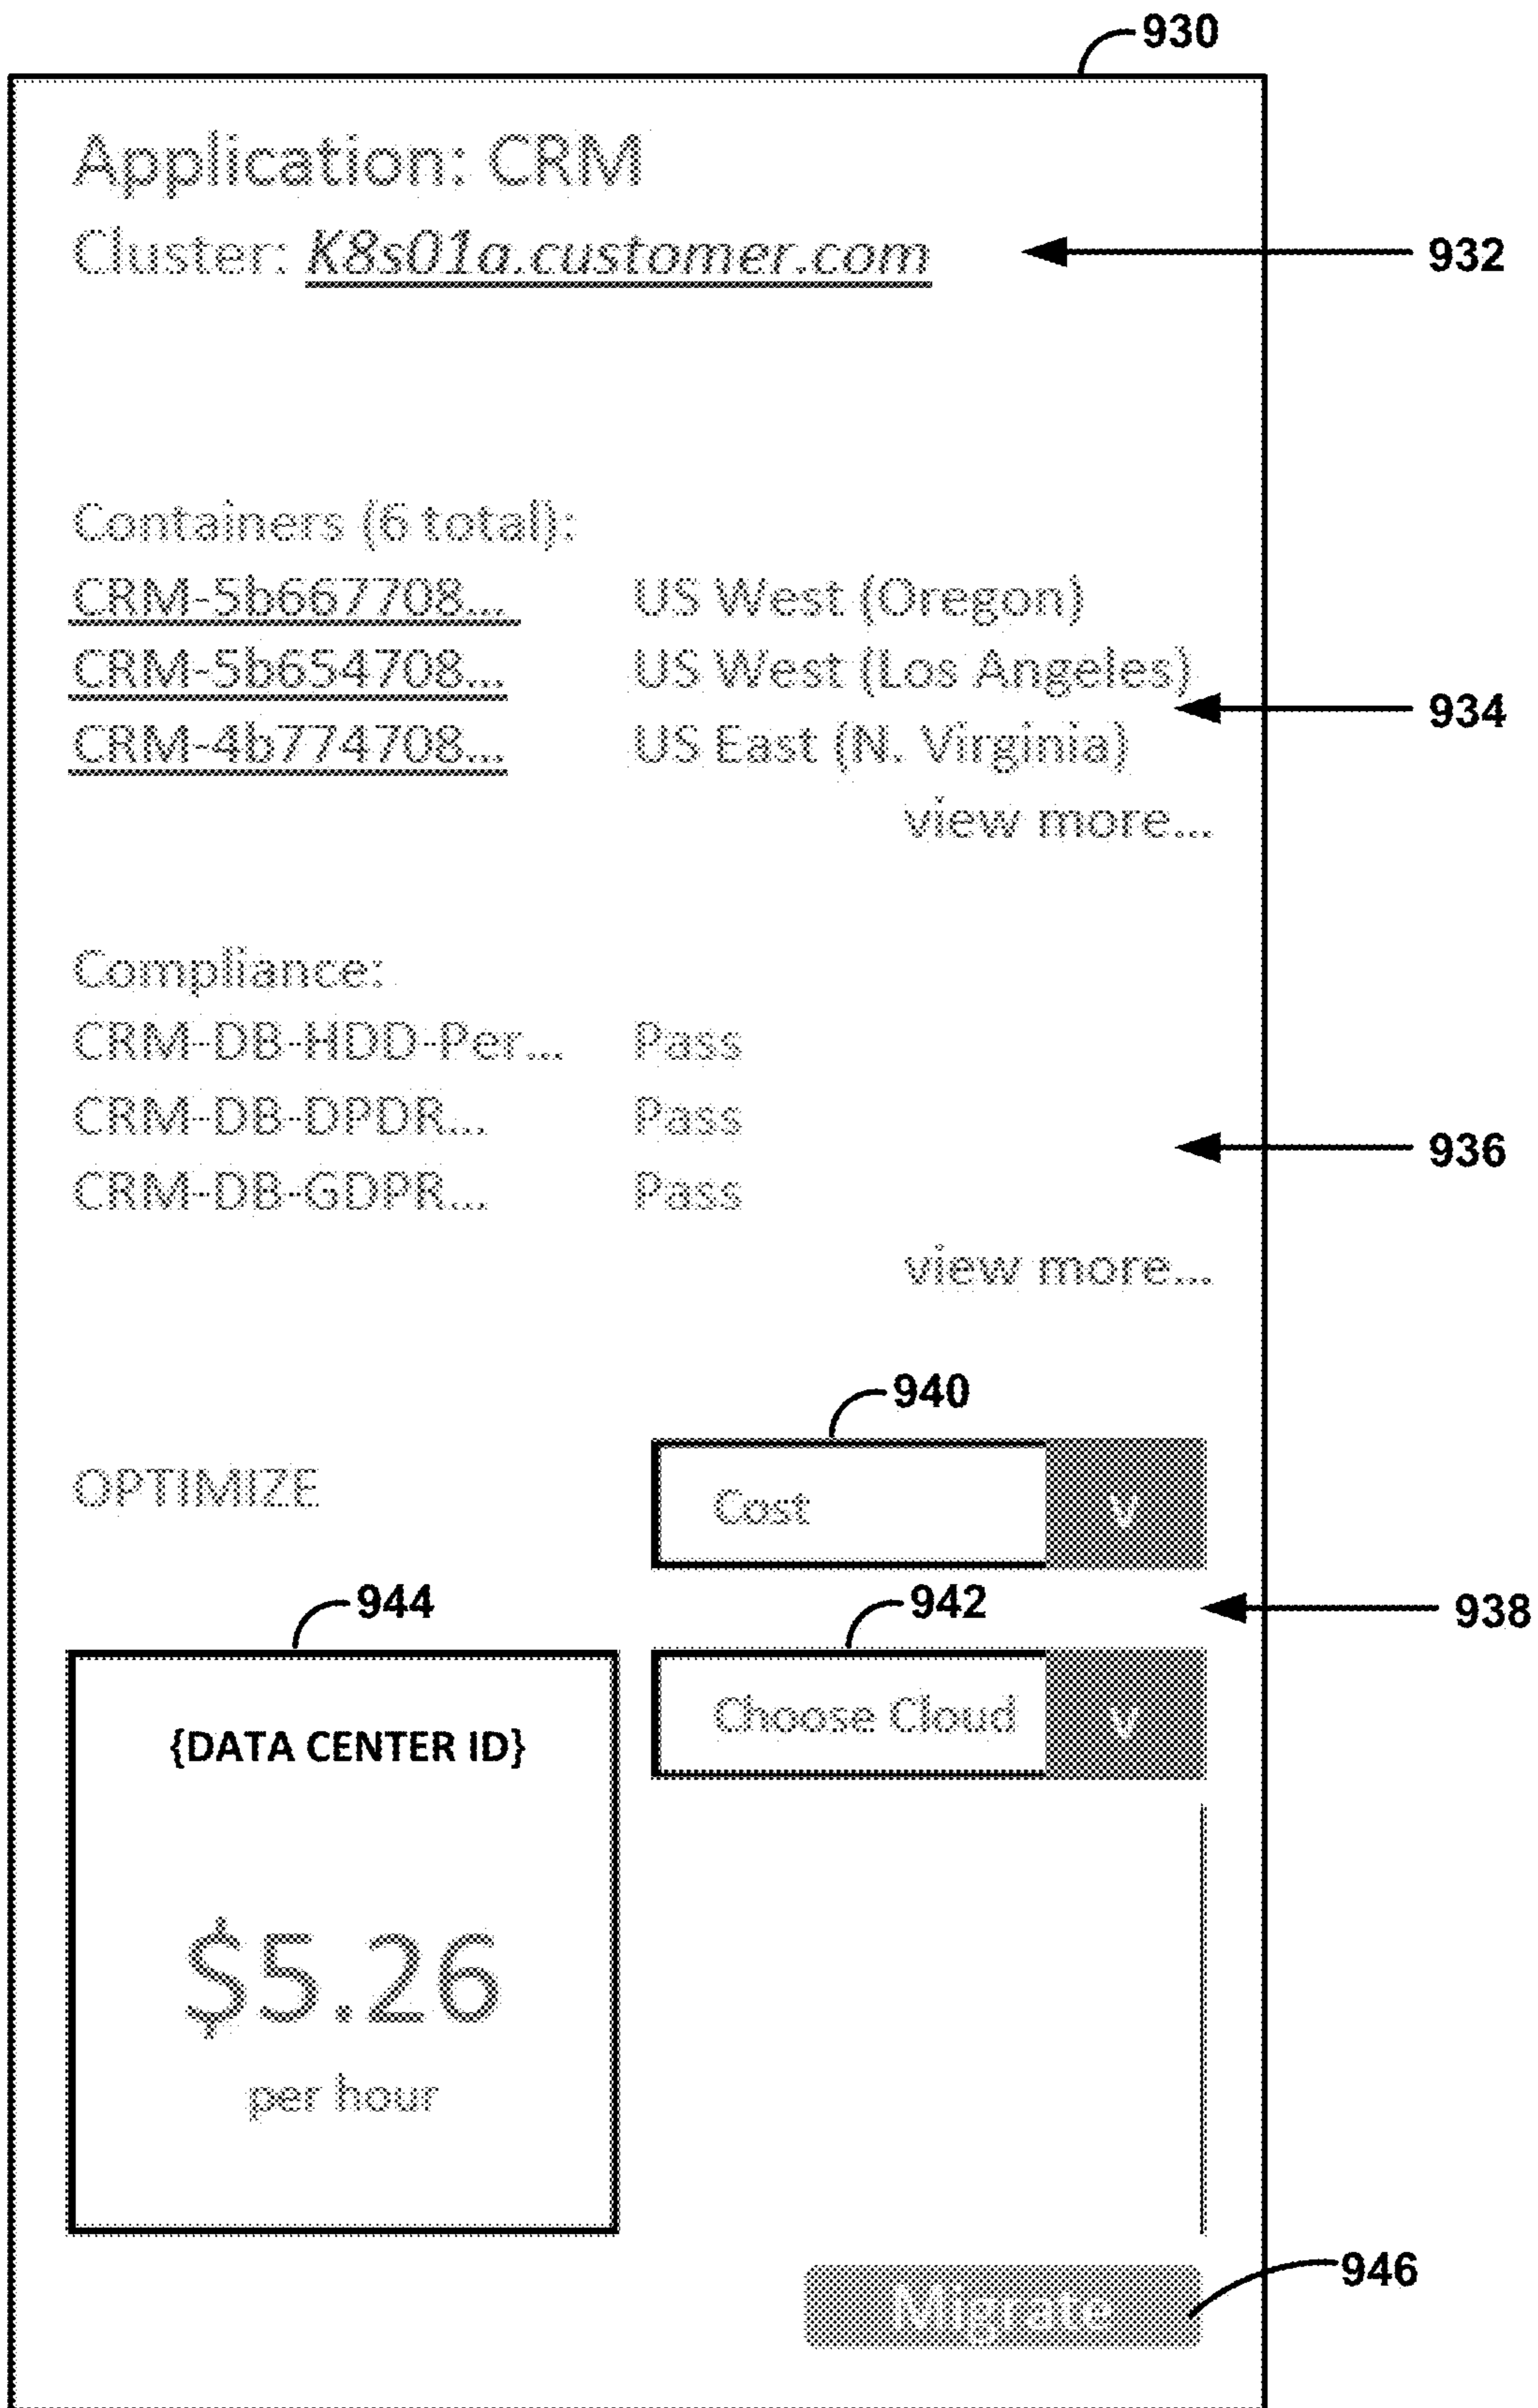 930
Application: CRM
Cluster: K8s01a.customer.com
932
Containers (6 total):
CRM-5b667708... US West (Oregon)
CRM-5b654708... US West (Los Angeles)
934
CRM-4b774708... US East (N. Virginia)
view more...
Compliance:
CRM-DB-HDD-Per... Pass
CRM-DB-DPDR... Pass
936
CRM-DB-GDPR... Pass
view more...
940
OPTIMIZE
Cost V
944
942
938
{DATA CENTER ID}
Choose Cloud V
$5.26
per hour
946
Migrate